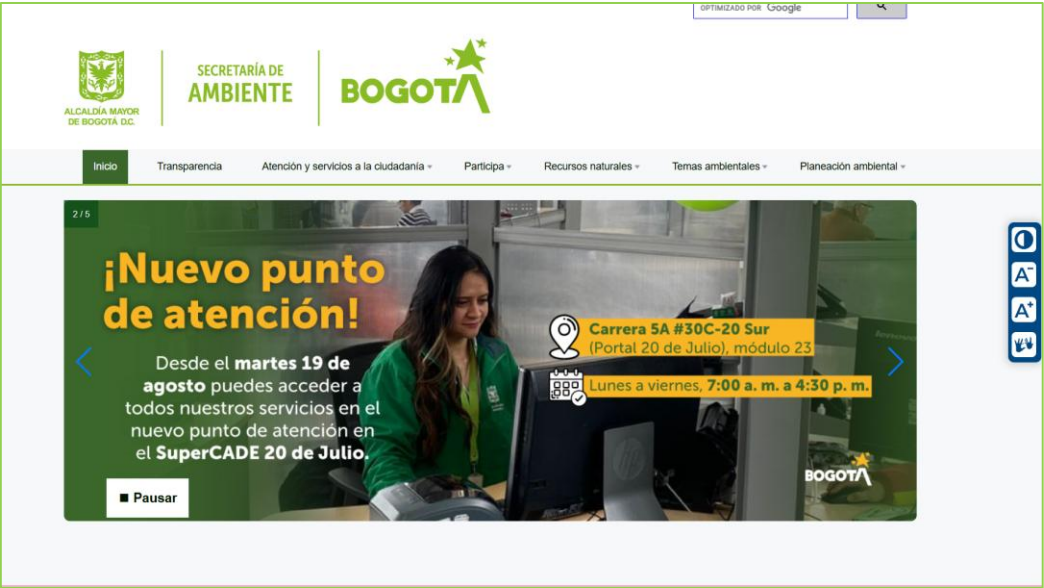 OPTIMIZADO POR Google
ALCALDÍA MAYOR
DE BOGOTÁ D.C.
SECRETARÍA DE
AMBIENTE
BOGOTÁ
Inicio
Transparencia
Atención y servicios a la ciudadanía
Participa
Recursos naturales
Temas ambientales
Planeación ambiental
2 / 5
¡Nuevo punto
de atención!
Desde el martes 19 de
agosto puedes acceder a
todos nuestros servicios en el
nuevo punto de atención en
el SuperCADE 20 de Julio.
Pausar
Carrera 5A #30C-20 Sur
(Portal 20 de Julio), módulo 23
Lunes a viernes, 7:00 a. m. a 4:30 p. m.
BOGOTÁ
A-
A+